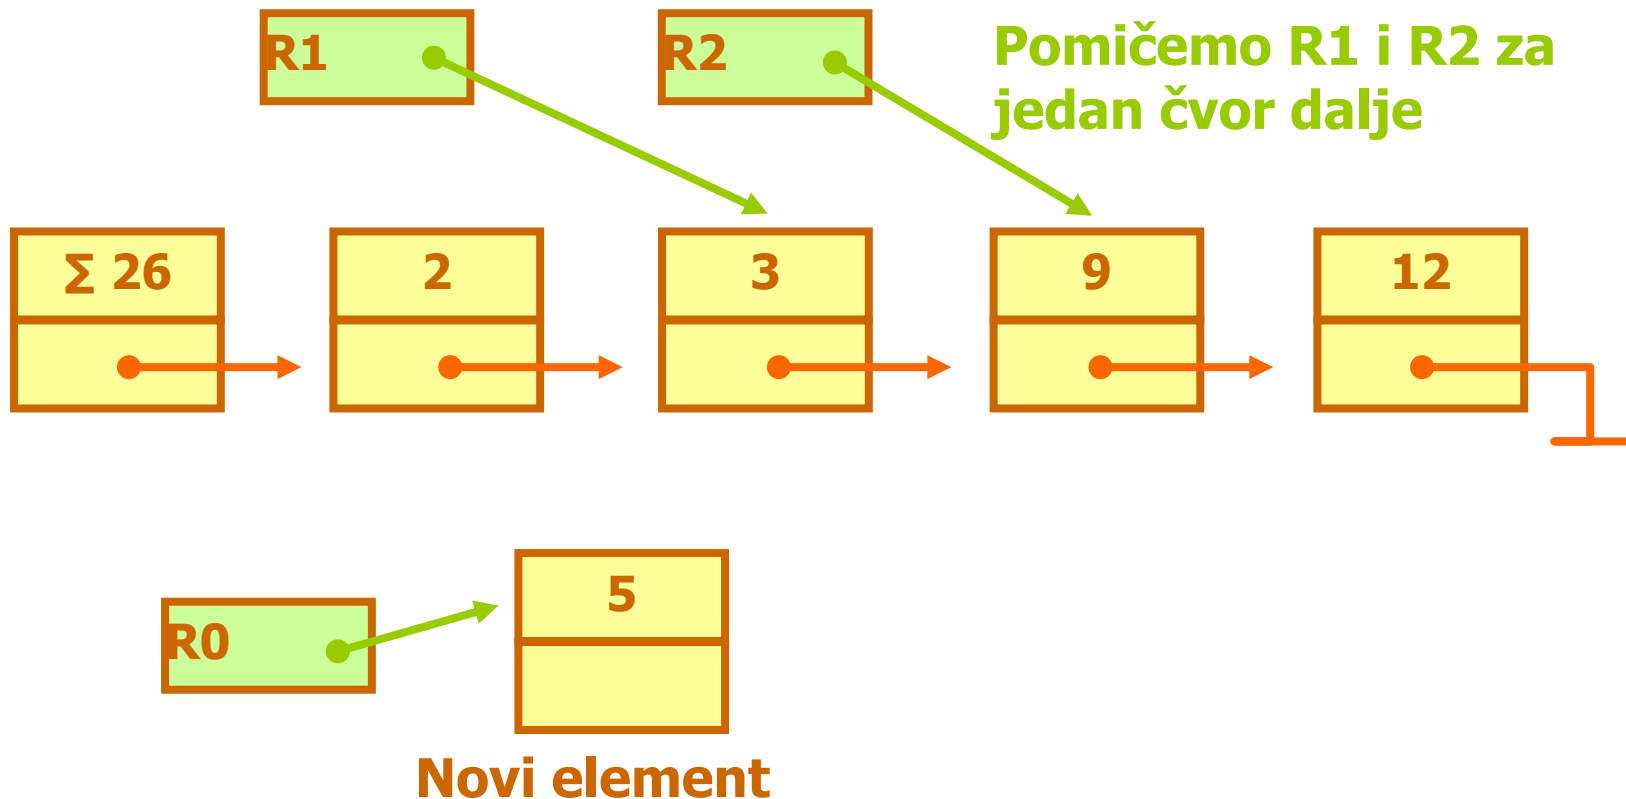 R1
R2
Pomičemo R1 i R2 za
jedan čvor dalje
∑ 26
2
3
9
12
5
R0
Novi element